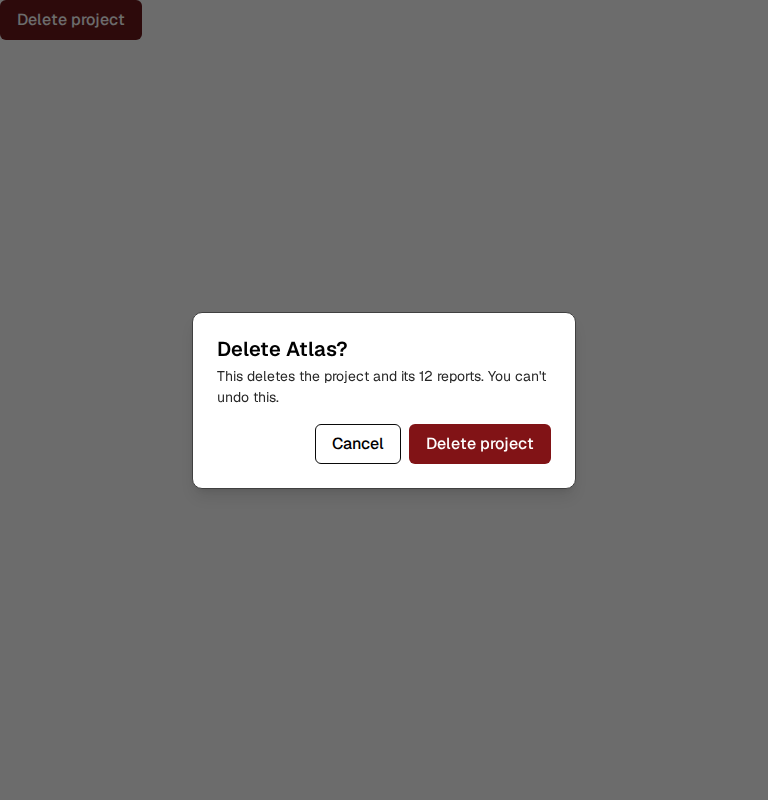 Delete project
Delete Atlas?
This deletes the project and its 12 reports. You can't
undo this.
Cancel
Delete project